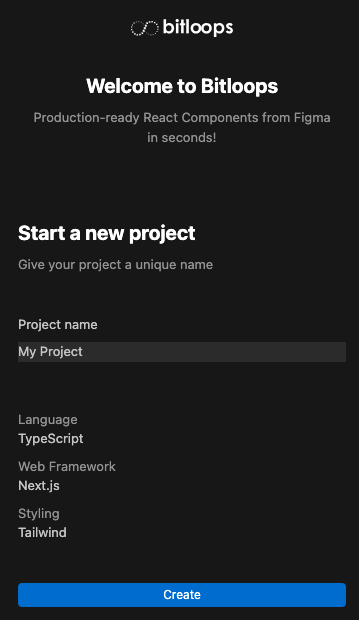 bitloops
Welcome to Bitloops
Production-ready React Components from Figma
in seconds!
Start a new project
Give your project a unique name
Project name
My Project
Language
TypeScript
Web Framework
Next.js
Styling
Tailwind
Create